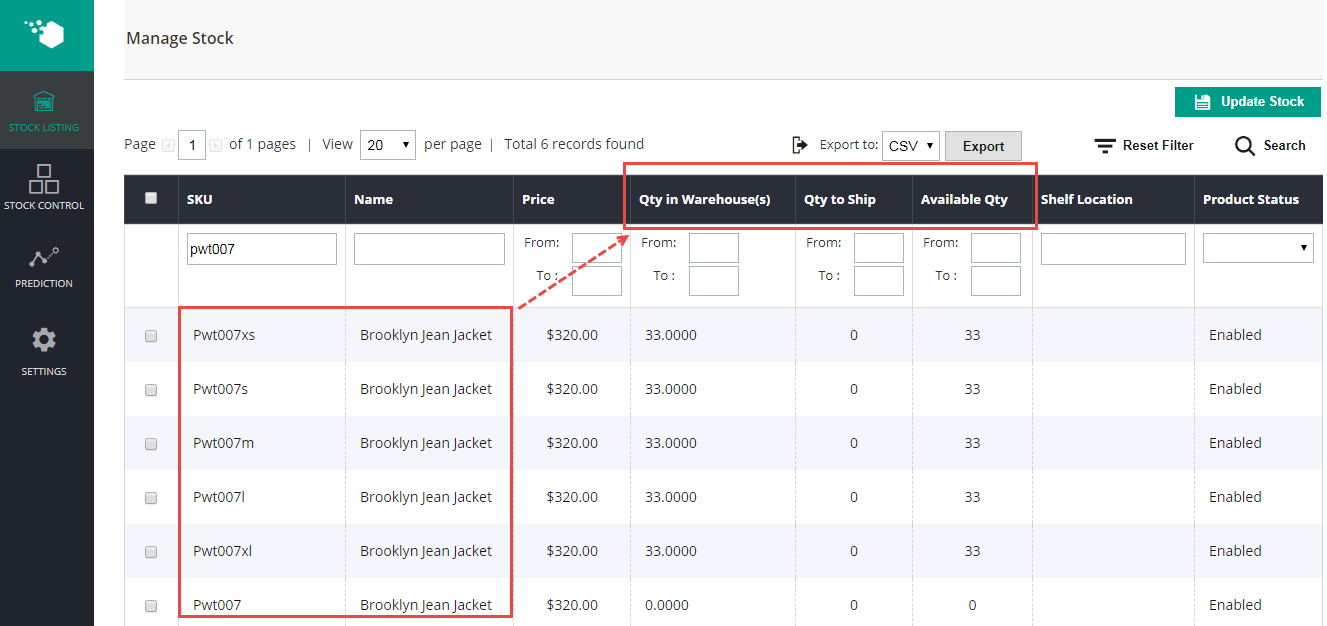 Manage Stock
STOCK LISTING
STOCK CONTROL
PREDICTION
SETTINGS
Update Stock
Page 1 of 1 pages | View 20 per page | Total 6 records found Export to: CSV Export Reset Filter Search
SKU Name Price Qty in Warehouse(s) Qty to Ship Available Qty Shelf Location Product Status
pwt007 From: From: From: From:
To : To : To : To :
Pwt007xs Brooklyn Jean Jacket $320.00 33.0000 0 33 Enabled
Pwt007s Brooklyn Jean Jacket $320.00 33.0000 0 33 Enabled
Pwt007m Brooklyn Jean Jacket $320.00 33.0000 0 33 Enabled
Pwt007l Brooklyn Jean Jacket $320.00 33.0000 0 33 Enabled
Pwt007xl Brooklyn Jean Jacket $320.00 33.0000 0 33 Enabled
Pwt007 Brooklyn Jean Jacket $320.00 0.0000 0 0 Enabled